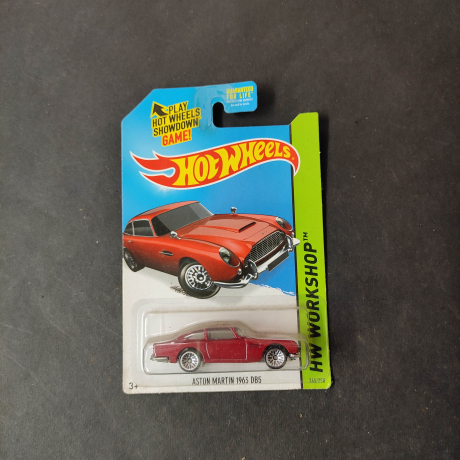 GUARANTEED
FOR LIFE
PLAY
HOT WHEELS
SHOWDOWN
GAME!
HOT WHEELS
HW WORKSHOP™
ASTON MARTIN 1963 DB5
3+